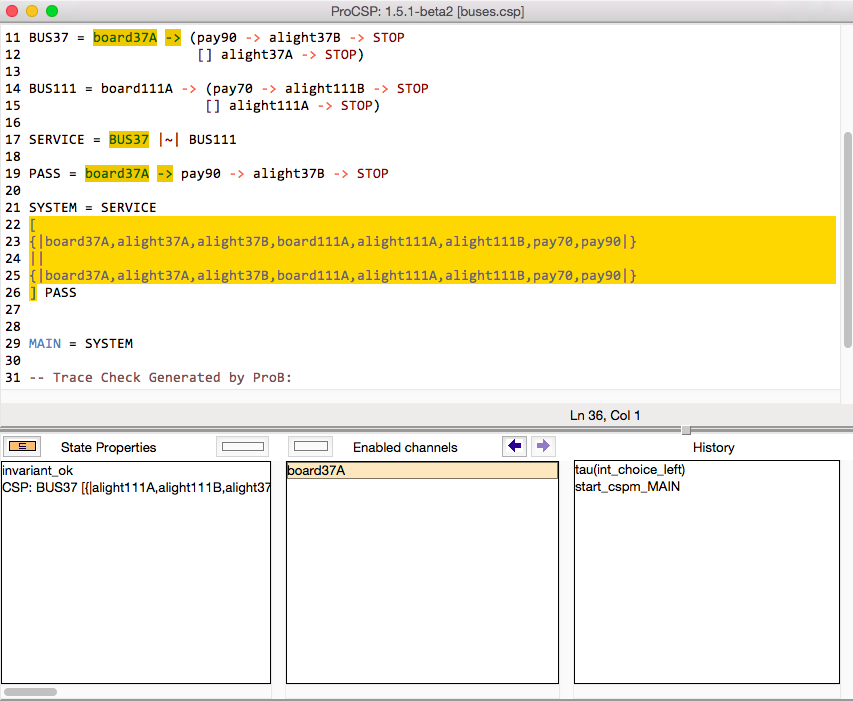 ProCSP: 1.5.1-beta2 [buses.csp]
11 BUS37 = board37A -> (pay90 -> alight37B -> STOP
12 [] alight37A -> STOP)
13
14 BUS111 = board111A -> (pay70 -> alight111B -> STOP
15 [] alight111A -> STOP)
16
17 SERVICE = BUS37 |~| BUS111
18
19 PASS = board37A -> pay90 -> alight37B -> STOP
20
21 SYSTEM = SERVICE
22 [
23 {|board37A,alight37A,alight37B,board111A,alight111A,alight111B,pay70,pay90|}
24 ||
25 {|board37A,alight37A,alight37B,board111A,alight111A,alight111B,pay70,pay90|}
26 ] PASS
27
28
29 MAIN = SYSTEM
30
31 -- Trace Check Generated by ProB:
Ln 36, Col 1
State Properties
Enabled channels
History
invariant_ok
CSP: BUS37 [{|alight111A,alight111B,alight37
board37A
tau(int_choice_left)
start_cspm_MAIN